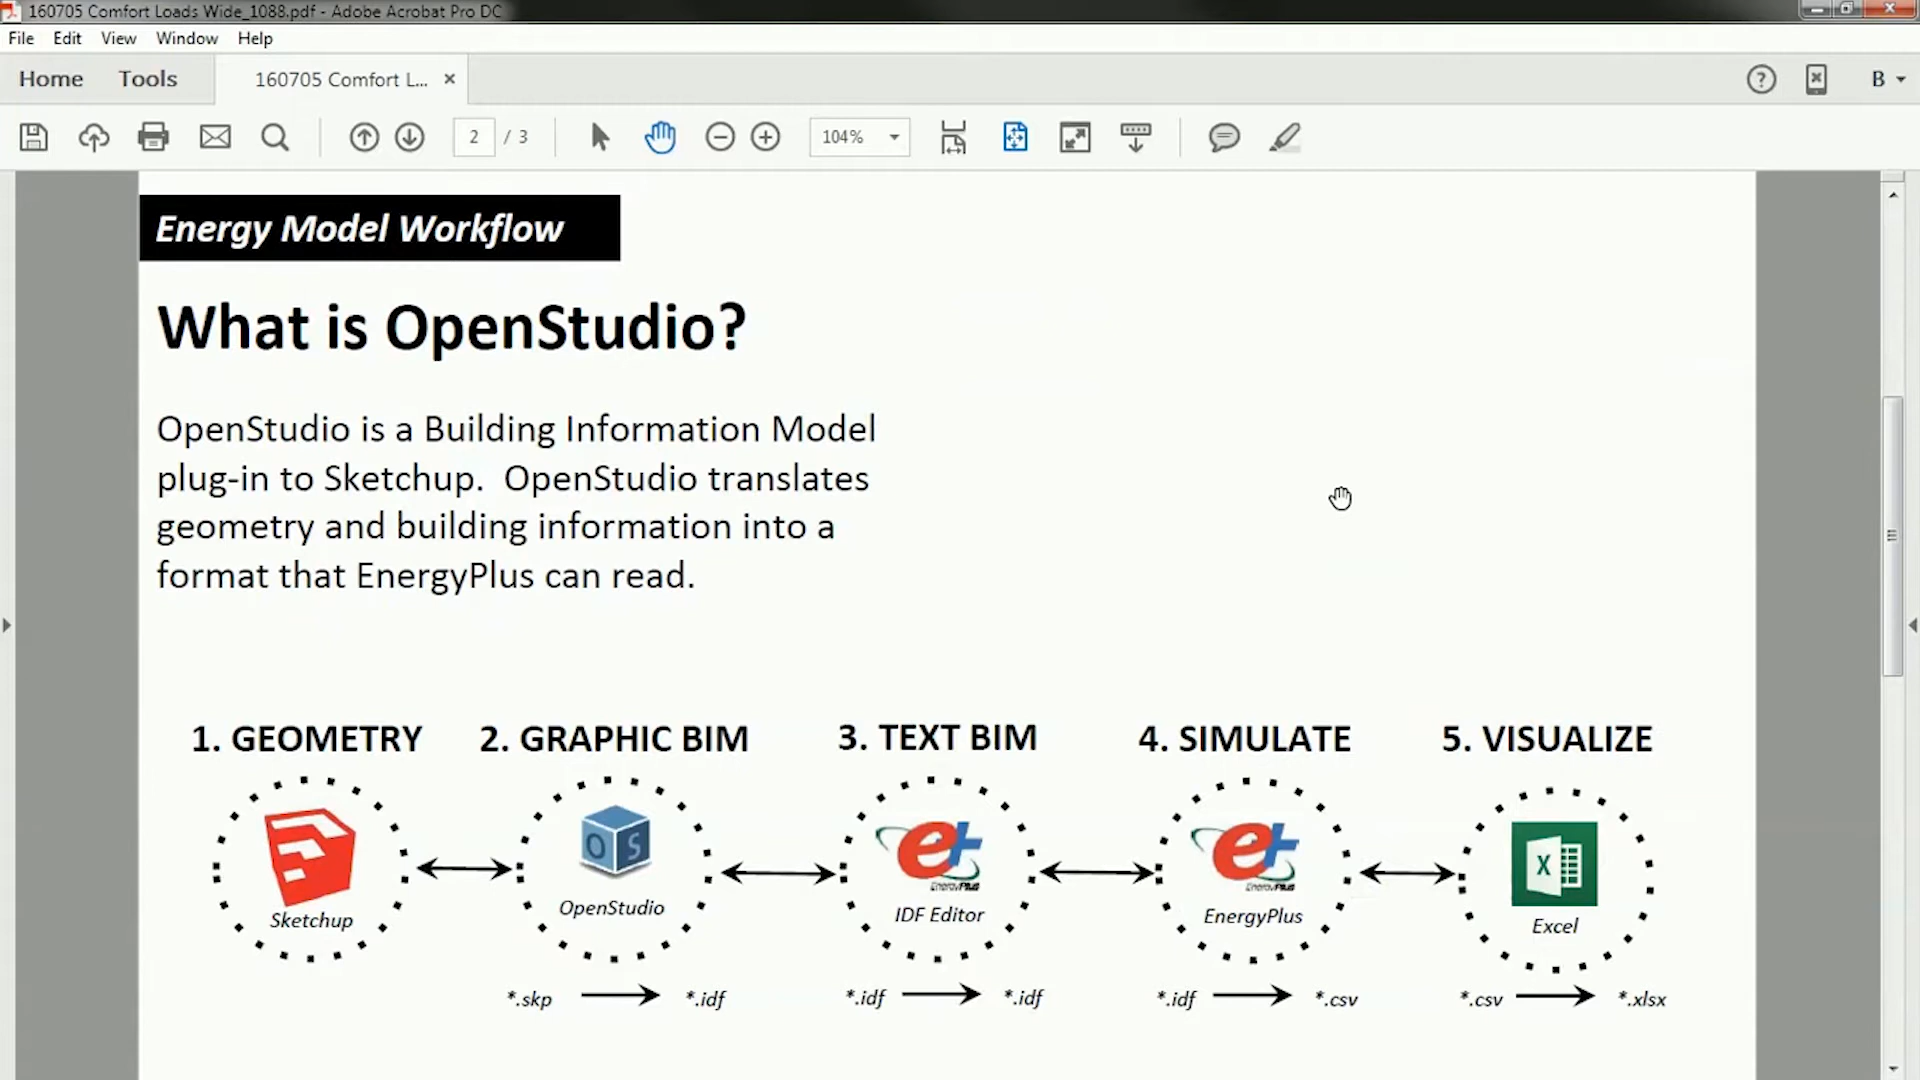 160705 Comfort Loads Wide_1088.pdf - Adobe Acrobat Pro DC
File Edit View Window Help
Home Tools 160705 Comfort L... × B
2 / 3 104%
Energy Model Workflow
What is OpenStudio?
OpenStudio is a Building Information Model
plug-in to Sketchup. OpenStudio translates
geometry and building information into a
format that EnergyPlus can read.
1. GEOMETRY 2. GRAPHIC BIM 3. TEXT BIM 4. SIMULATE 5. VISUALIZE
OS e+ EnergyPlus e+ EnergyPlus X
Sketchup OpenStudio IDF Editor EnergyPlus Excel
*.skp *.idf *.idf *.idf *.idf *.csv *.csv *.xlsx